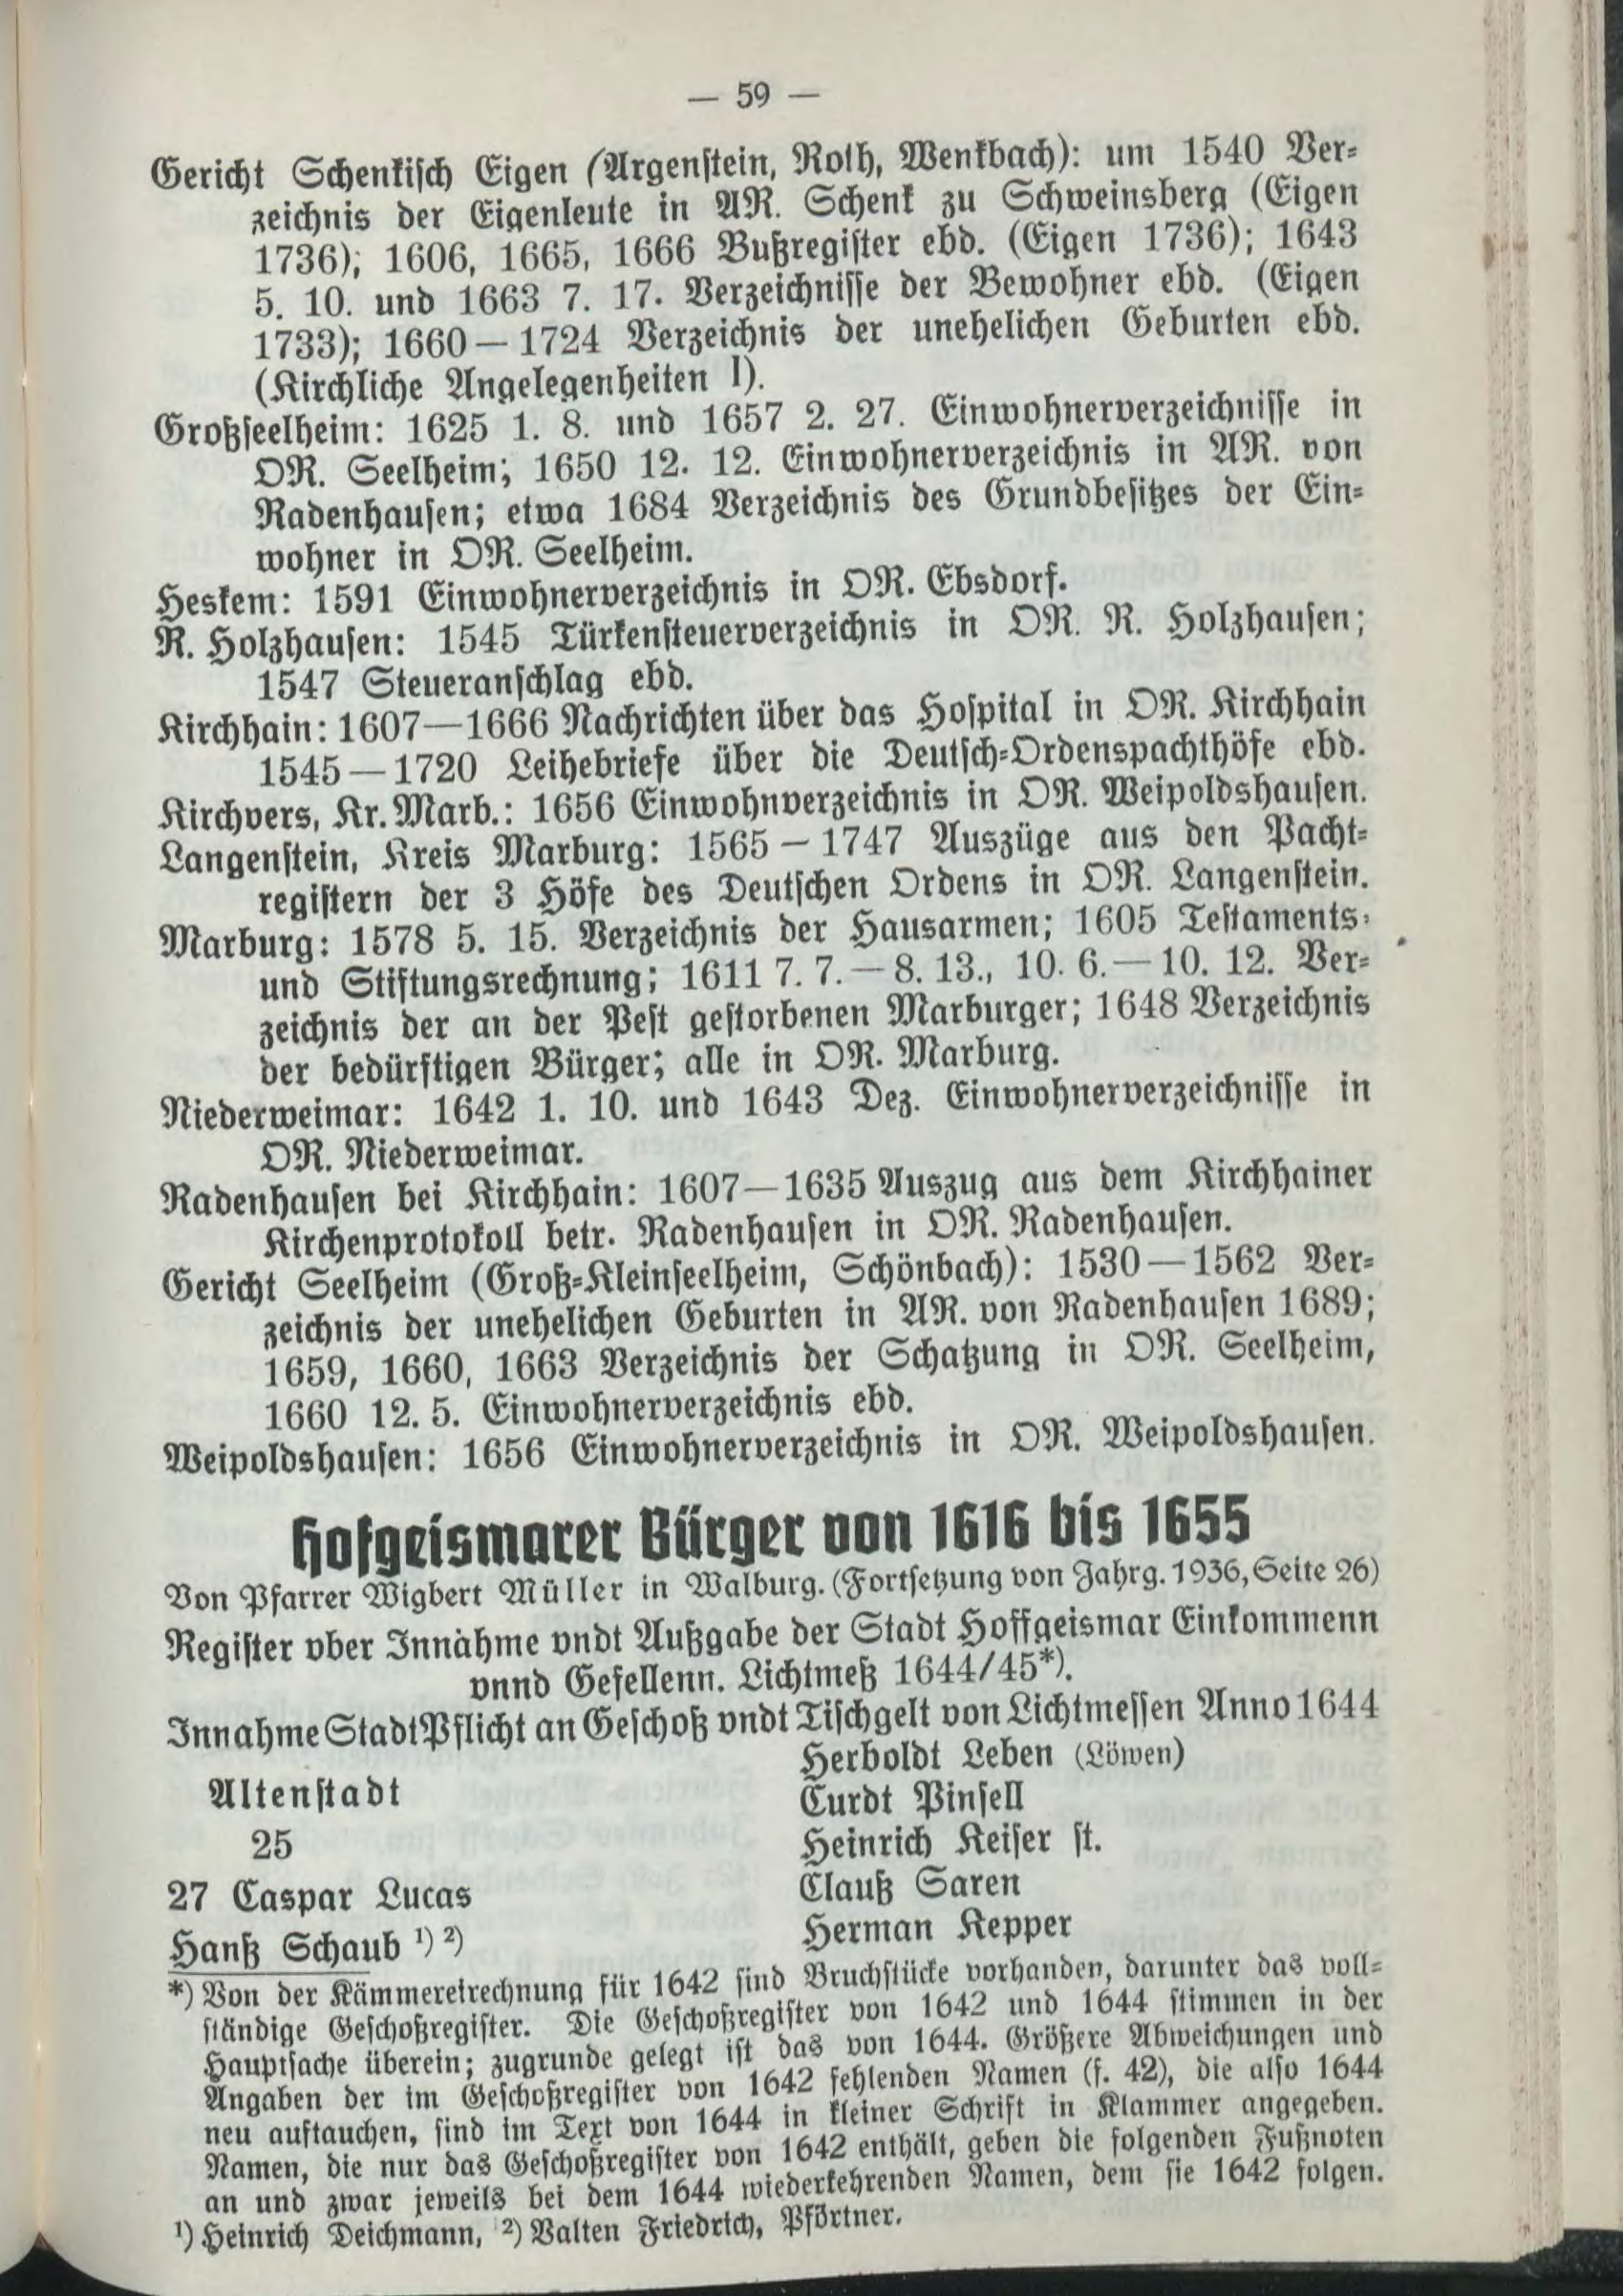 — 59 —
Gericht Schenkisch Eigen (Argenstein, Roth, Wenkbach): um 1540 Ver-
zeichnis der Eigenleute in AR. Schenk zu Schweinsberg (Eigen
1736); 1606, 1665, 1666 Bußregister ebd. (Eigen 1736); 1643
5. 10. und 1663 7. 17. Verzeichnisse der Bewohner ebd. (Eigen
1733); 1660—1724 Verzeichnis der unehelichen Geburten ebd.
(Kirchliche Angelegenheiten I).
Großseelheim: 1625 1. 8. und 1657 2. 27. Einwohnerverzeichnisse in
OR. Seelheim; 1650 12. 12. Einwohnerverzeichnis in AR. von
Radenhausen; etwa 1684 Verzeichnis des Grundbesitzes der Ein-
wohner in OR. Seelheim.
Heskem: 1591 Einwohnerverzeichnis in OR. Ebsdorf.
R. Holzhausen: 1545 Türkensteuerverzeichnis in OR. R. Holzhausen;
1547 Steueranschlag ebd.
Kirchhain: 1607—1666 Nachrichten über das Hospital in OR. Kirchhain
1545—1720 Leihebriefe über die Deutsch-Ordenspachthöfe ebd.
Kirchvers, Kr. Marb.: 1656 Einwohnverzeichnis in OR. Weipoldshausen.
Langenstein, Kreis Marburg: 1565—1747 Auszüge aus den Pacht-
registern der 3 Höfe des Deutschen Ordens in OR. Langenstein.
Marburg: 1578 5. 15. Verzeichnis der Hausarmen; 1605 Testaments-
und Stiftungsrechnung; 1611 7. 7.—8. 13., 10. 6.—10. 12. Ver-
zeichnis der an der Pest gestorbenen Marburger; 1648 Verzeichnis
der bedürftigen Bürger; alle in OR. Marburg.
Niederweimar: 1642 1. 10. und 1643 Dez. Einwohnerverzeichnisse in
OR. Niederweimar.
Radenhausen bei Kirchhain: 1607—1635 Auszug aus dem Kirchhainer
Kirchenprotokoll betr. Radenhausen in OR. Radenhausen.
Gericht Seelheim (Groß-Kleinseelheim, Schönbach): 1530—1562 Ver-
zeichnis der unehelichen Geburten in AR. von Radenhausen 1689;
1659, 1660, 1663 Verzeichnis der Schatzung in OR. Seelheim,
1660 12. 5. Einwohnerverzeichnis ebd.
Weipoldshausen: 1656 Einwohnerverzeichnis in OR. Weipoldshausen.
Hofgeismarer Bürger von 1616 bis 1655
Von Pfarrer Wigbert Müller in Walburg. (Fortsetzung von Jahrg. 1936, Seite 26)
Register vber Innahme vndt Außgabe der Stadt Hoffgeismar Einkommenn
vnnd Gefellenn. Lichtmeß 1644/45*).
Innahme StadtPflicht an Geschoß vndt Tischgelt von Lichtmessen Anno 1644
Altenstadt
25
27 Caspar Lucas
Hanß Schaub ¹) ²)
Herboldt Leben (Löwen)
Curdt Pinsell
Heinrich Keiser st.
Clauß Saren
Herman Kepper
*) Von der Kämmereirechnung für 1642 sind Bruchstücke vorhanden, darunter das voll-
ständige Geschoßregister. Die Geschoßregister von 1642 und 1644 stimmen in der
Hauptsache überein; zugrunde gelegt ist das von 1644. Größere Abweichungen und
Angaben der im Geschoßregister von 1642 fehlenden Namen (f. 42), die also 1644
neu auftauchen, sind im Text von 1644 in kleiner Schrift in Klammer angegeben.
Namen, die nur das Geschoßregister von 1642 enthält, geben die folgenden Fußnoten
an und zwar jeweils bei dem 1644 wiederkehrenden Namen, dem sie 1642 folgen.
¹) Heinrich Deichmann, ²) Valten Friedrich, Pförtner.